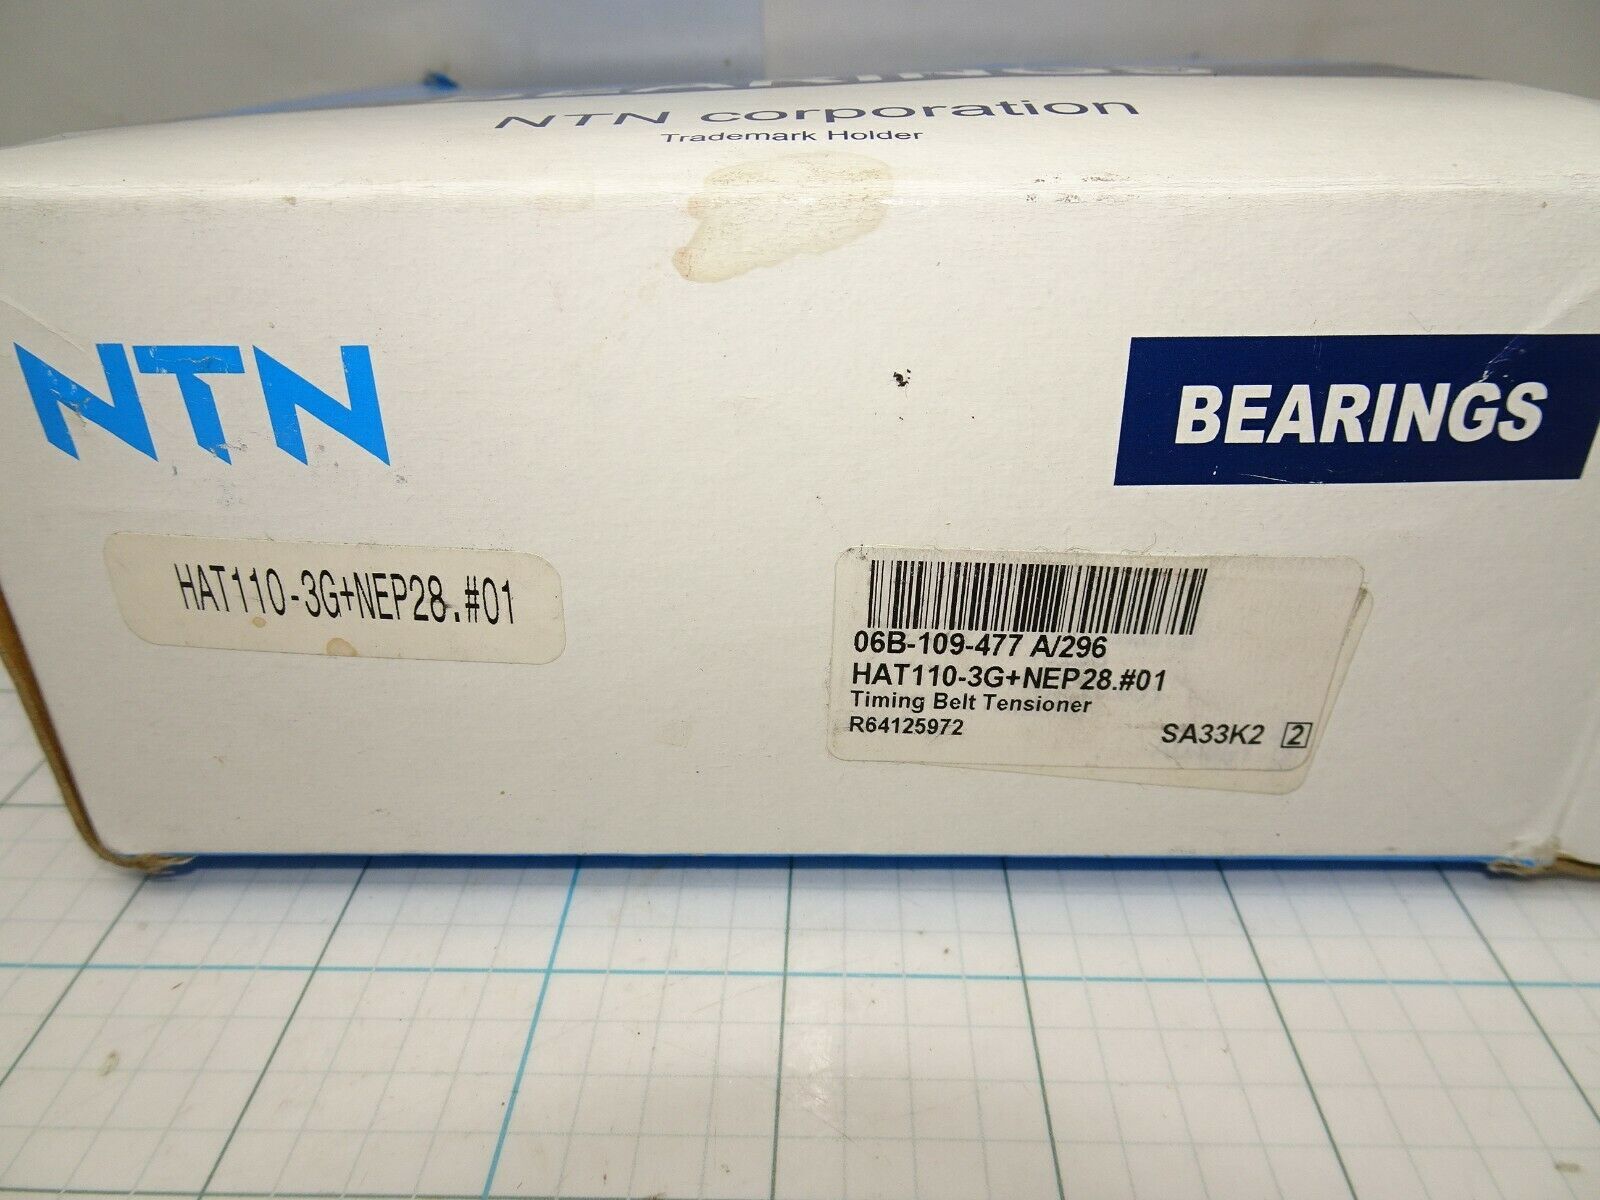 BEARINGS
NTN corporation
Trademark Holder
NTN
BEARINGS
HAT110-3G+NEP28.#01
06B-109-477 A/296
HAT110-3G+NEP28.#01
Timing Belt Tensioner
R64125972
SA33K2 2